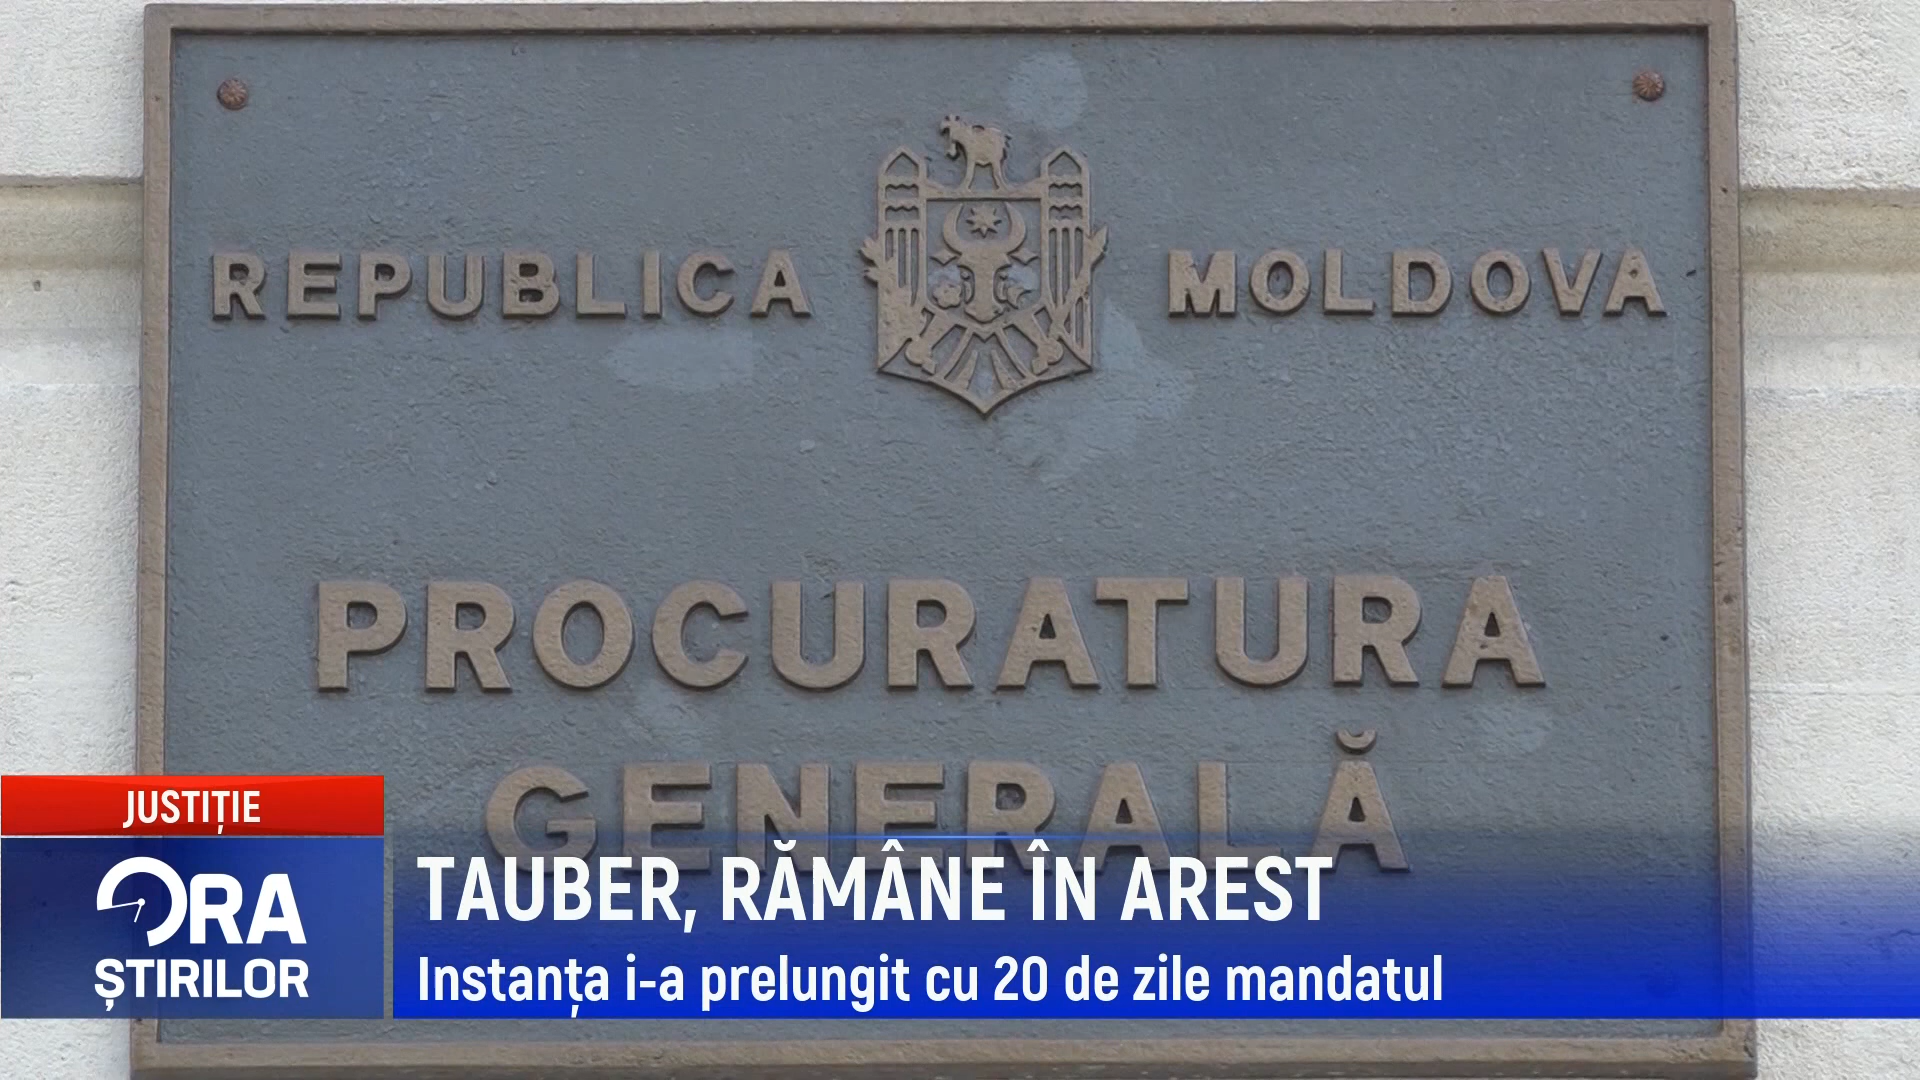 REPUBLICA MOLDOVA
PROCURATURA
GENERALĂ
JUSTIȚIE
ORA
ȘTIRILOR
TAUBER, RĂMÂNE ÎN AREST
Instanța i-a prelungit cu 20 de zile mandatul